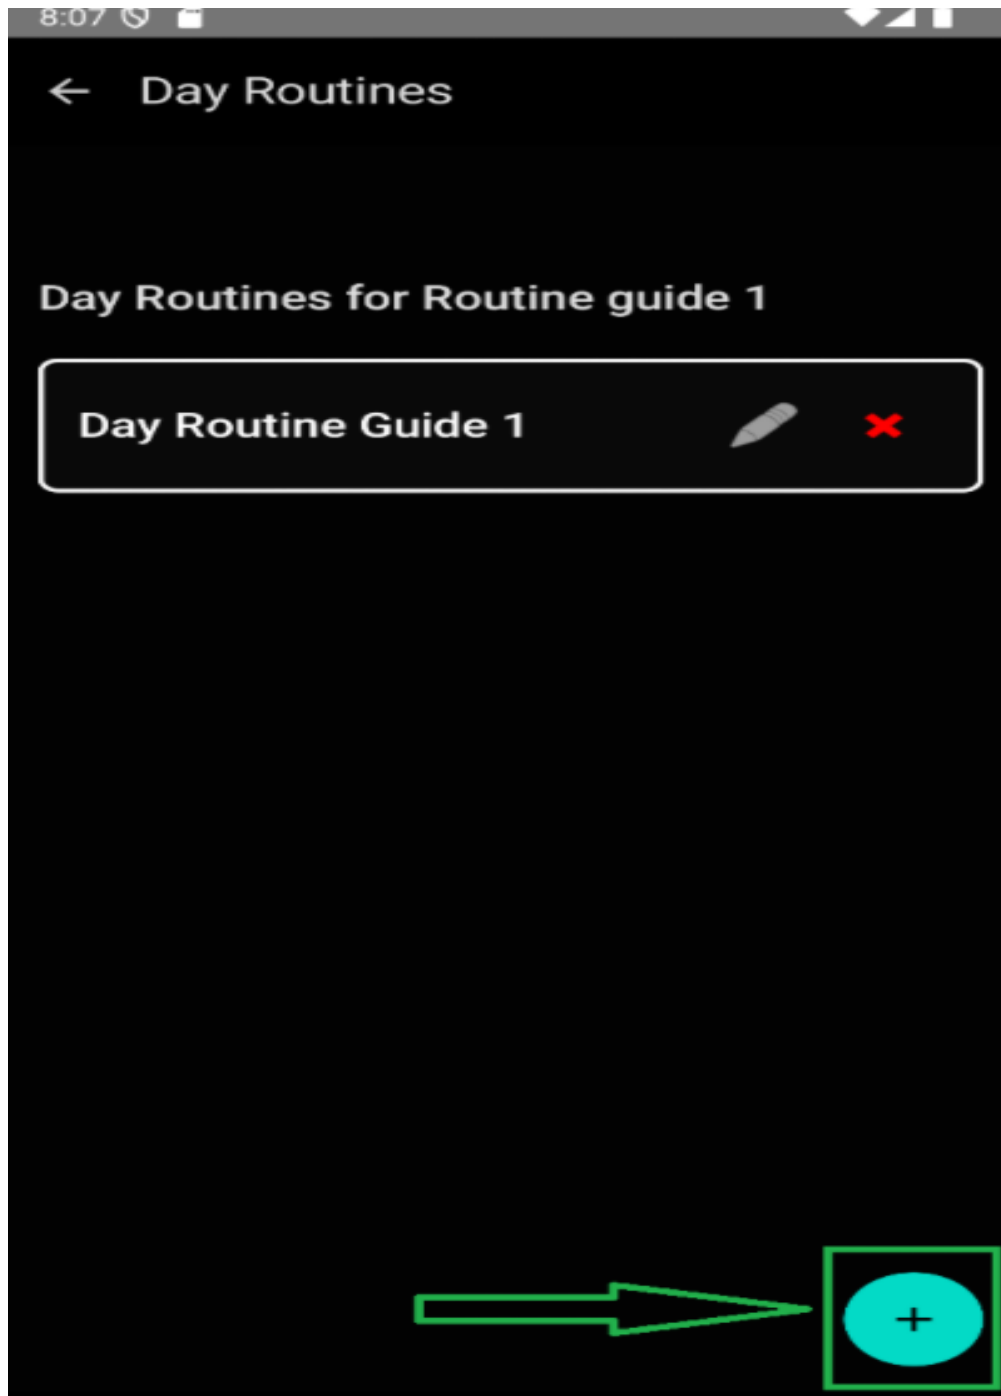 8:07
Day Routines
Day Routines for Routine guide 1
Day Routine Guide 1
+